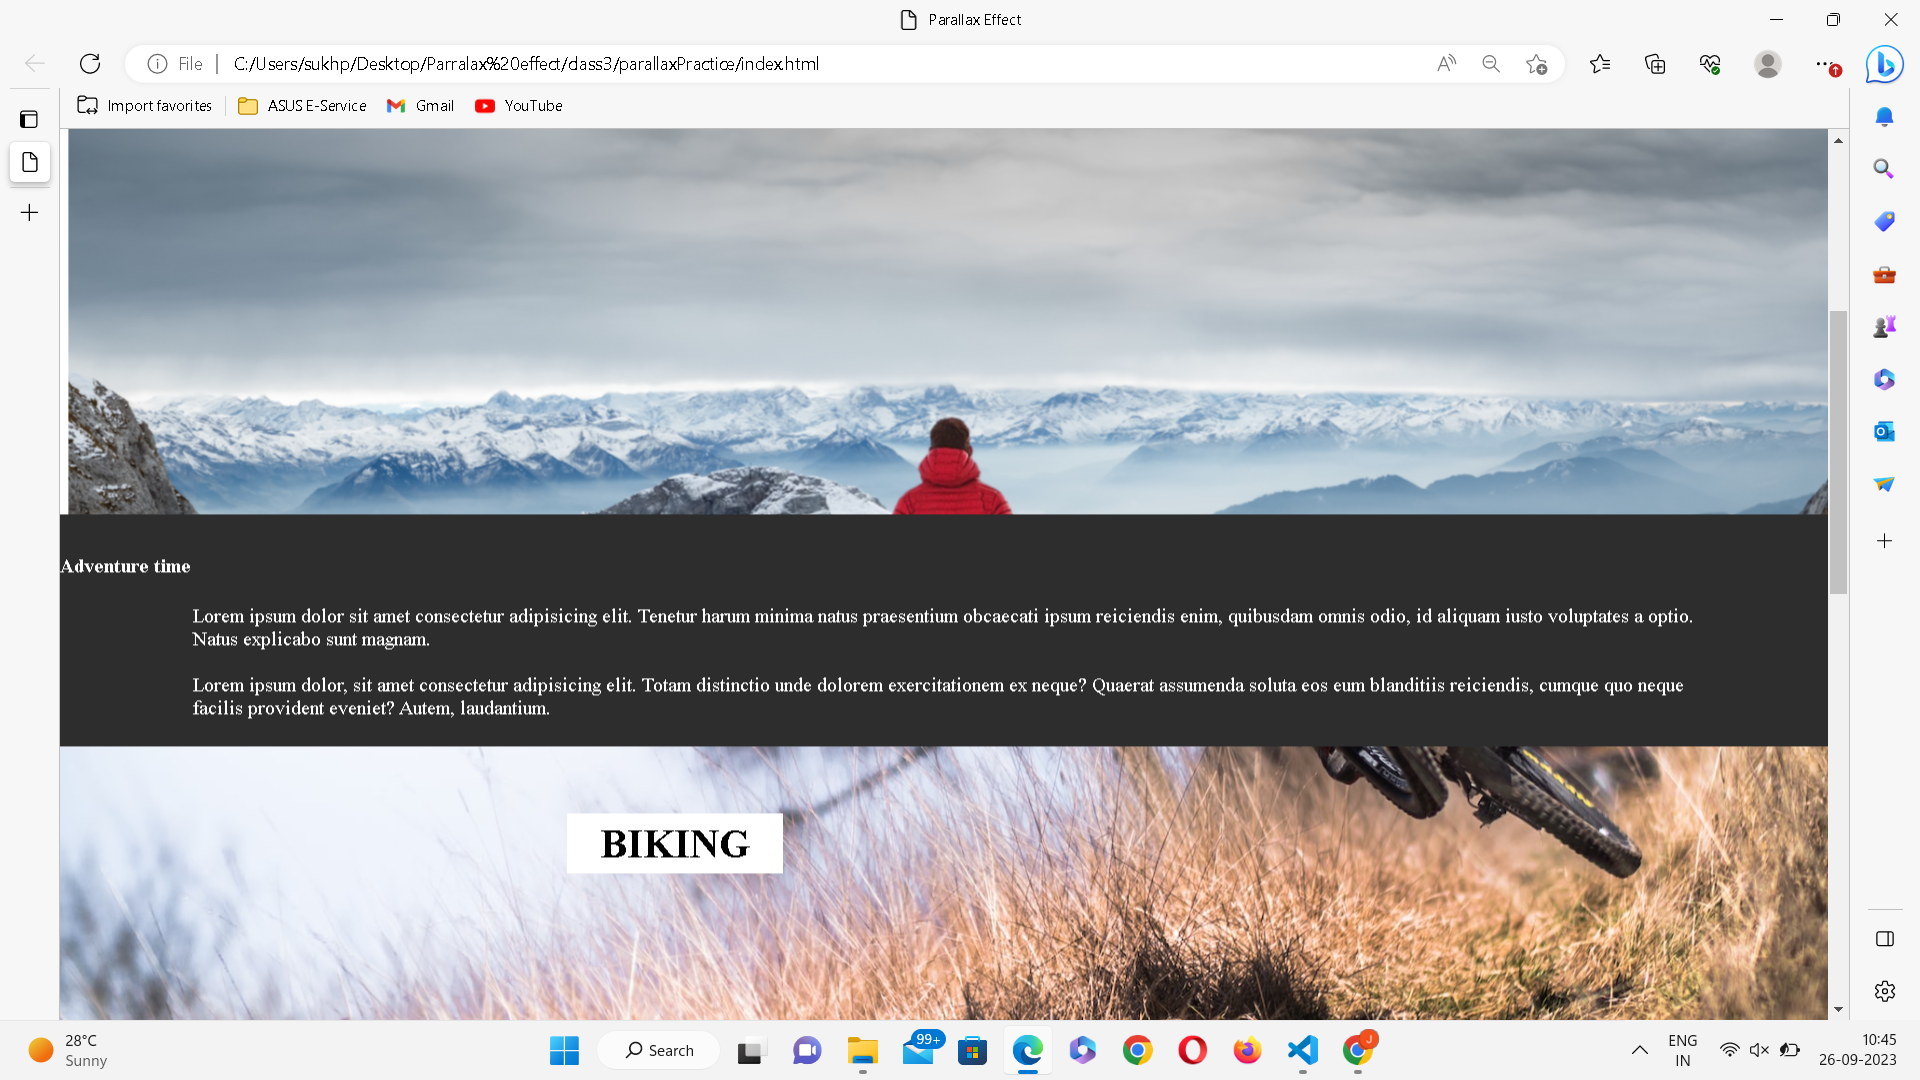 Parallax Effect
File
C:/Users/sukhp/Desktop/Parralax%20effect/class3/parallaxPractice/index.html
Import favorites
ASUS E-Service
Gmail
YouTube
Adventure time
Lorem ipsum dolor sit amet consectetur adipisicing elit. Tenetur harum minima natus praesentium obcaecati ipsum reiciendis enim, quibusdam omnis odio, id aliquam iusto voluptates a optio.
Natus explicabo sunt magnam.
Lorem ipsum dolor, sit amet consectetur adipisicing elit. Totam distinctio unde dolorem exercitationem ex neque? Quaerat assumenda soluta eos eum blanditiis reiciendis, cumque quo neque
facilis provident eveniet? Autem, laudantium.
BIKING
28°C
Sunny
Search
99+
J
ENG
IN
10:45
26-09-2023